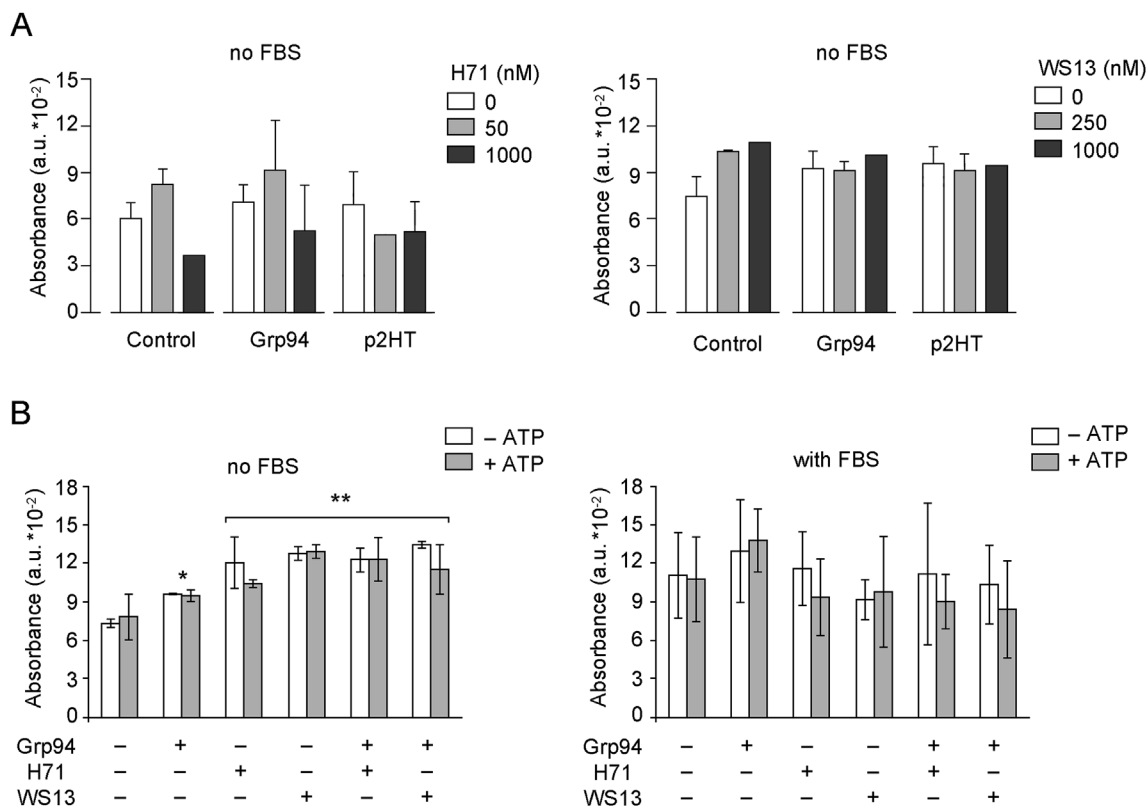 A
no FBS
H71 (nM)
0
50
1000
Absorbance (a.u. *10-2)
15
12
9
6
3
0
Control Grp94 p2HT
no FBS
WS13 (nM)
0
250
1000
Absorbance (a.u. *10-2)
15
12
9
6
3
0
Control Grp94 p2HT
B
no FBS
– ATP
+ ATP
Absorbance (a.u. *10-2)
18
15
12
9
6
3
0
*
**
Grp94 – + – – + +
H71 – – + – + –
WS13 – – – + – +
with FBS
– ATP
+ ATP
Absorbance (a.u. *10-2)
18
15
12
9
6
3
0
Grp94 – + – – + +
H71 – – + – + –
WS13 – – – + – +